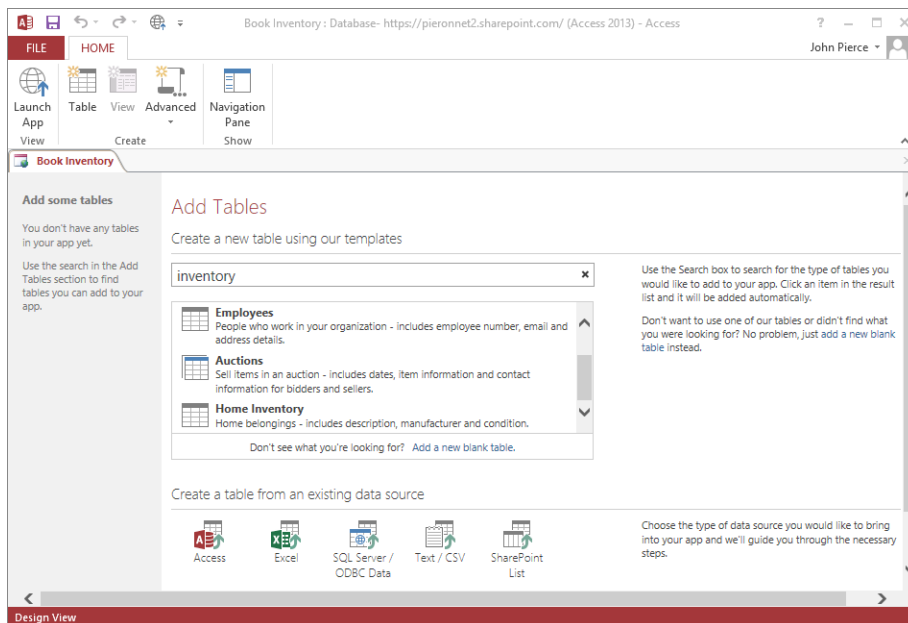 Book Inventory : Database- https://pieronnet2.sharepoint.com/ (Access 2013) - Access
?
FILE
HOME
John Pierce
Launch
App
Table
View
Advanced
Navigation
Pane
View
Create
Show
Book Inventory
Add some tables
You don't have any tables
in your app yet.
Use the search in the Add
Tables section to find
tables you can add to your
app.
Add Tables
Create a new table using our templates
inventory
Employees
People who work in your organization - includes employee number, email and
address details.
Auctions
Sell items in an auction - includes dates, item information and contact
information for bidders and sellers.
Home Inventory
Home belongings - includes description, manufacturer and condition.
Don't see what you're looking for? Add a new blank table.
Use the Search box to search for the type of tables you
would like to add to your app. Click an item in the result
list and it will be added automatically.
Don't want to use one of our tables or didn't find what
you were looking for? No problem, just add a new blank
table instead.
Create a table from an existing data source
Access
Excel
SQL Server /
ODBC Data
Text / CSV
SharePoint
List
Choose the type of data source you would like to bring
into your app and we'll guide you through the necessary
steps.
Design View